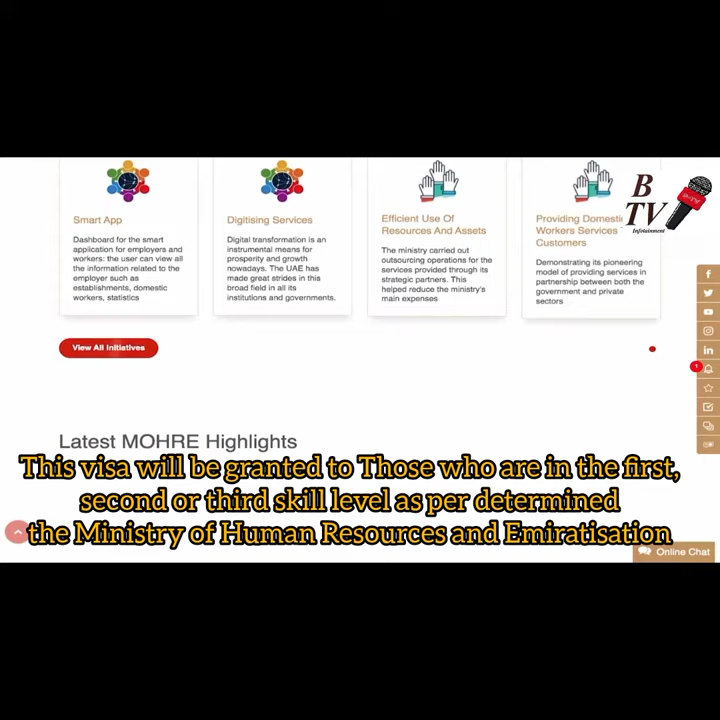 B
TV
Infotainment
Smart App
Dashboard for the smart
application for employers and
workers: the user can view all
the information related to the
employer such as
establishments, domestic
workers, statistics
Digitising Services
Digital transformation is an
instrumental means for
prosperity and growth
nowadays. The UAE has
made great strides in this
broad field in all its
institutions and governments.
Efficient Use Of
Resources And Assets
The ministry carried out
outsourcing operations for the
services provided through its
strategic partners. This
helped reduce the ministry's
main expenses
Providing
Workers Services
Customers
Demonstrating its pioneering
model of providing services in
partnership between both the
government and private
sectors
View All Initiatives
1
Latest MOHRE Highlights
This visa will be granted to Those who are in the first,
second or third skill level as per determined
the Ministry of Human Resources and Emiratisation
Online Chat